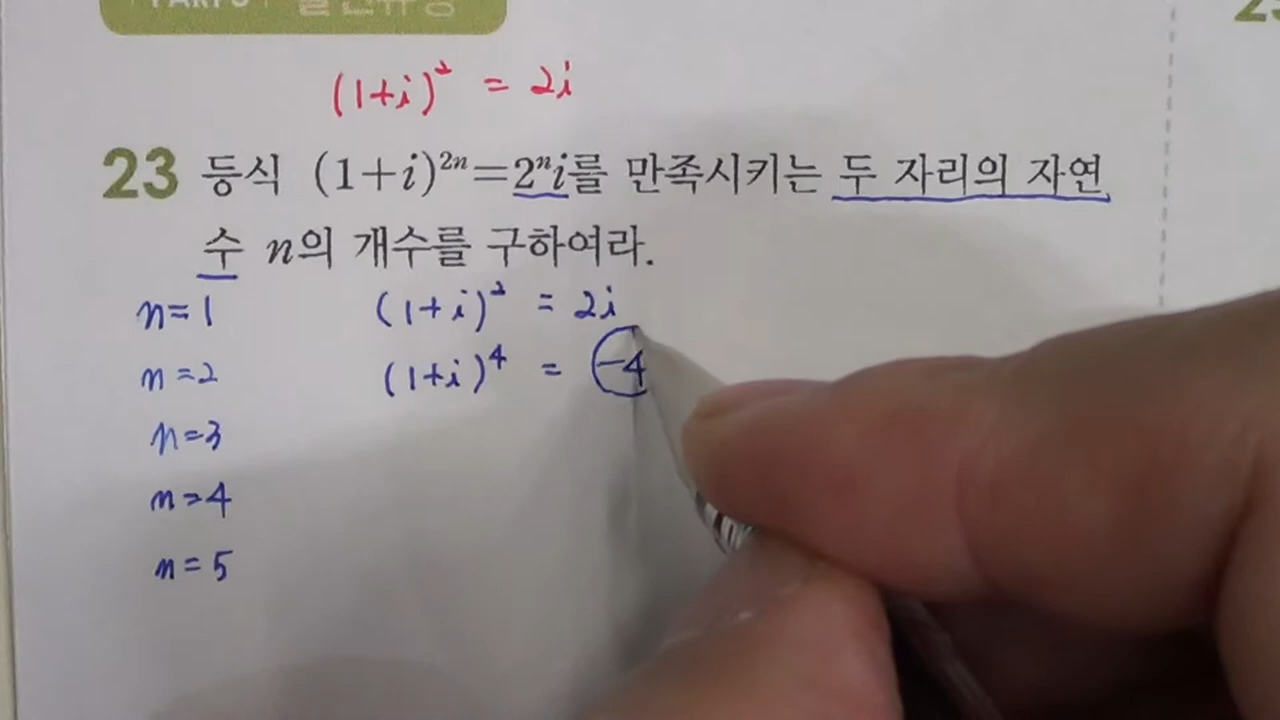 (1+i)² = 2i
23 등식 (1+i)²ⁿ=2ⁿi를 만족시키는 두 자리의 자연
수 n의 개수를 구하여라.
n=1 (1+i)² = 2i
n=2 (1+i)⁴ = -4
n=3
n=4
n=5